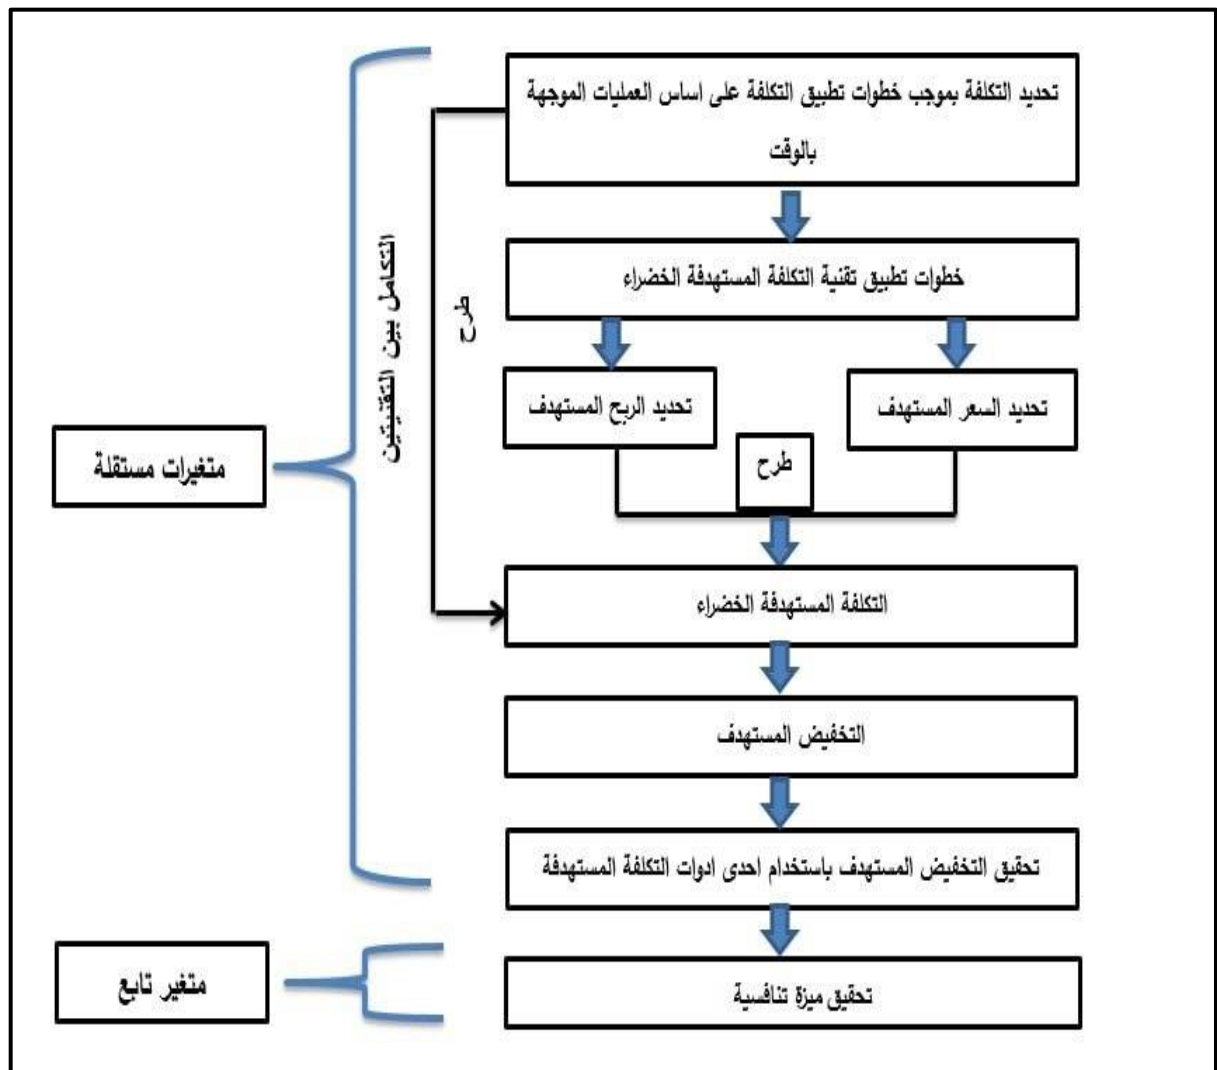 تحديد التكلفة بموجب خطوات تطبيق التكلفة على اساس العمليات الموجهة
بالوقت
خطوات تطبيق تقنية التكلفة المستهدفة الخضراء
تحديد السعر المستهدف
تحديد الربح المستهدف
طرح
طرح
التكامل بين التقنيتين
متغيرات مستقلة
التكلفة المستهدفة الخضراء
التخفيض المستهدف
تحقيق التخفيض المستهدف باستخدام احدى ادوات التكلفة المستهدفة
تحقيق ميزة تنافسية
متغير تابع